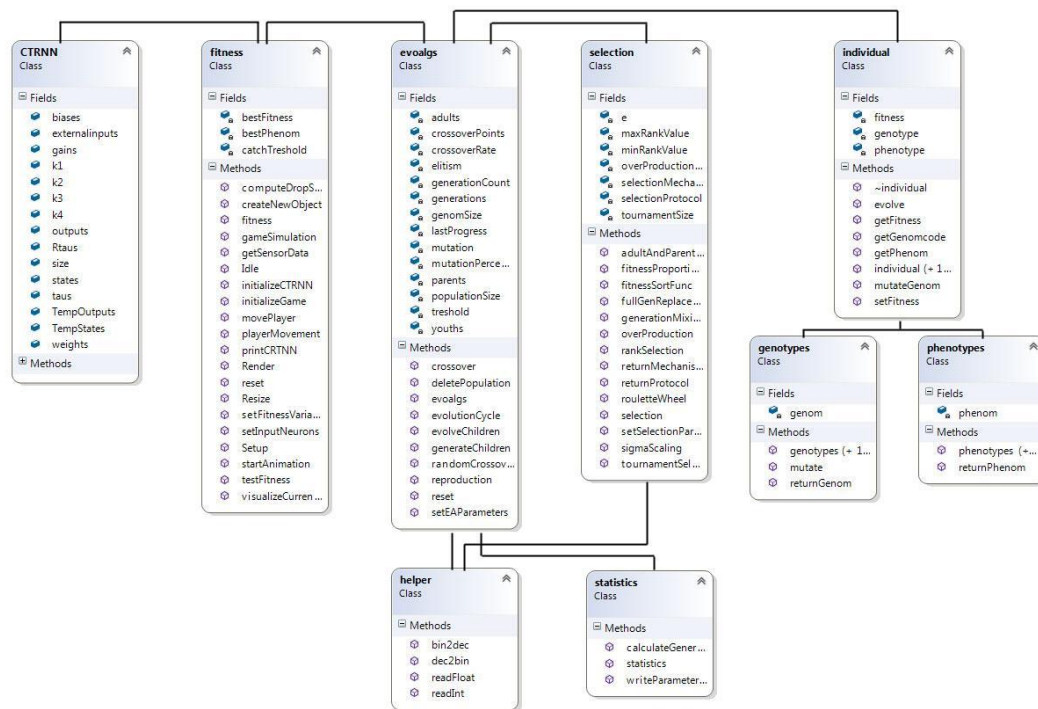 CTRNN
Class
Fields
biases
externalinputs
gains
k1
k2
k3
k4
outputs
Rtaus
size
states
taus
TempOutputs
TempStates
weights
Methods
fitness
Class
Fields
bestFitness
bestPhenom
catchTreshold
Methods
computeDropS...
createNewObject
fitness
gameSimulation
getSensorData
Idle
initializeCTRNN
initializeGame
movePlayer
playerMovement
printCRTNN
Render
reset
Resize
setFitnessVaria...
setInputNeurons
Setup
startAnimation
testFitness
visualizeCurren...
evoalgs
Class
Fields
adults
crossoverPoints
crossoverRate
elitism
generationCount
generations
genomSize
lastProgress
mutation
mutationPerce...
parents
populationSize
treshold
youths
Methods
crossover
deletePopulation
evoalgs
evolutionCycle
evolveChildren
generateChildren
randomCrossov...
reproduction
reset
setEAParameters
selection
Class
Fields
e
maxRankValue
minRankValue
overProduction...
selectionMecha...
selectionProtocol
tournamentSize
Methods
adultAndParent...
fitnessProporti...
fitnessSortFunc
fullGenReplace...
generationMixi...
overProduction
rankSelection
returnMechanis...
returnProtocol
rouletteWheel
selection
setSelectionPar...
sigmaScaling
tournamentSel...
individual
Class
Fields
fitness
genotype
phenotype
Methods
~individual
evolve
getFitness
getGenomcode
getPhenom
individual (+ 1...
mutateGenom
setFitness
genotypes
Class
Fields
genom
Methods
genotypes (+ 1...
mutate
returnGenom
phenotypes
Class
Fields
phenom
Methods
phenotypes (+...
returnPhenom
helper
Class
Methods
bin2dec
dec2bin
readFloat
readInt
statistics
Class
Methods
calculateGener...
statistics
writeParameter...